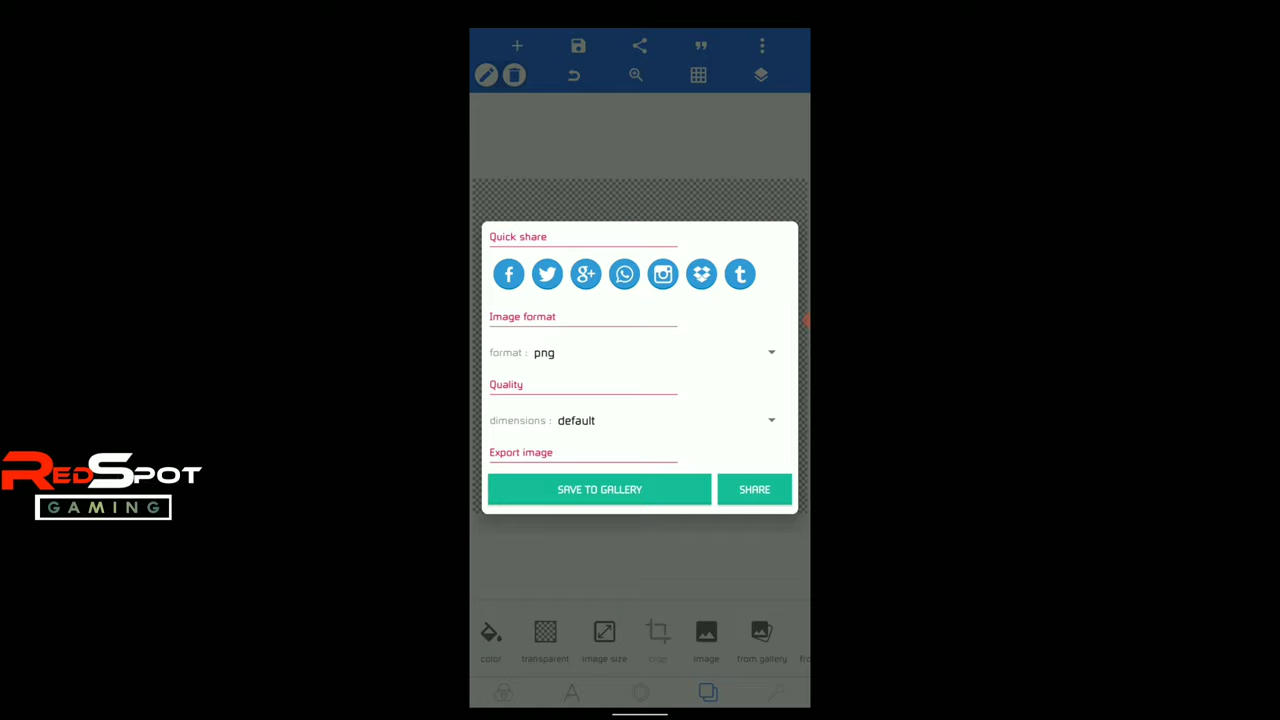 Quick share
Image format
format : png
Quality
dimensions : default
Export image
SAVE TO GALLERY SHARE
REDSPOT
GAMING
color transparent image size crop image from gallery